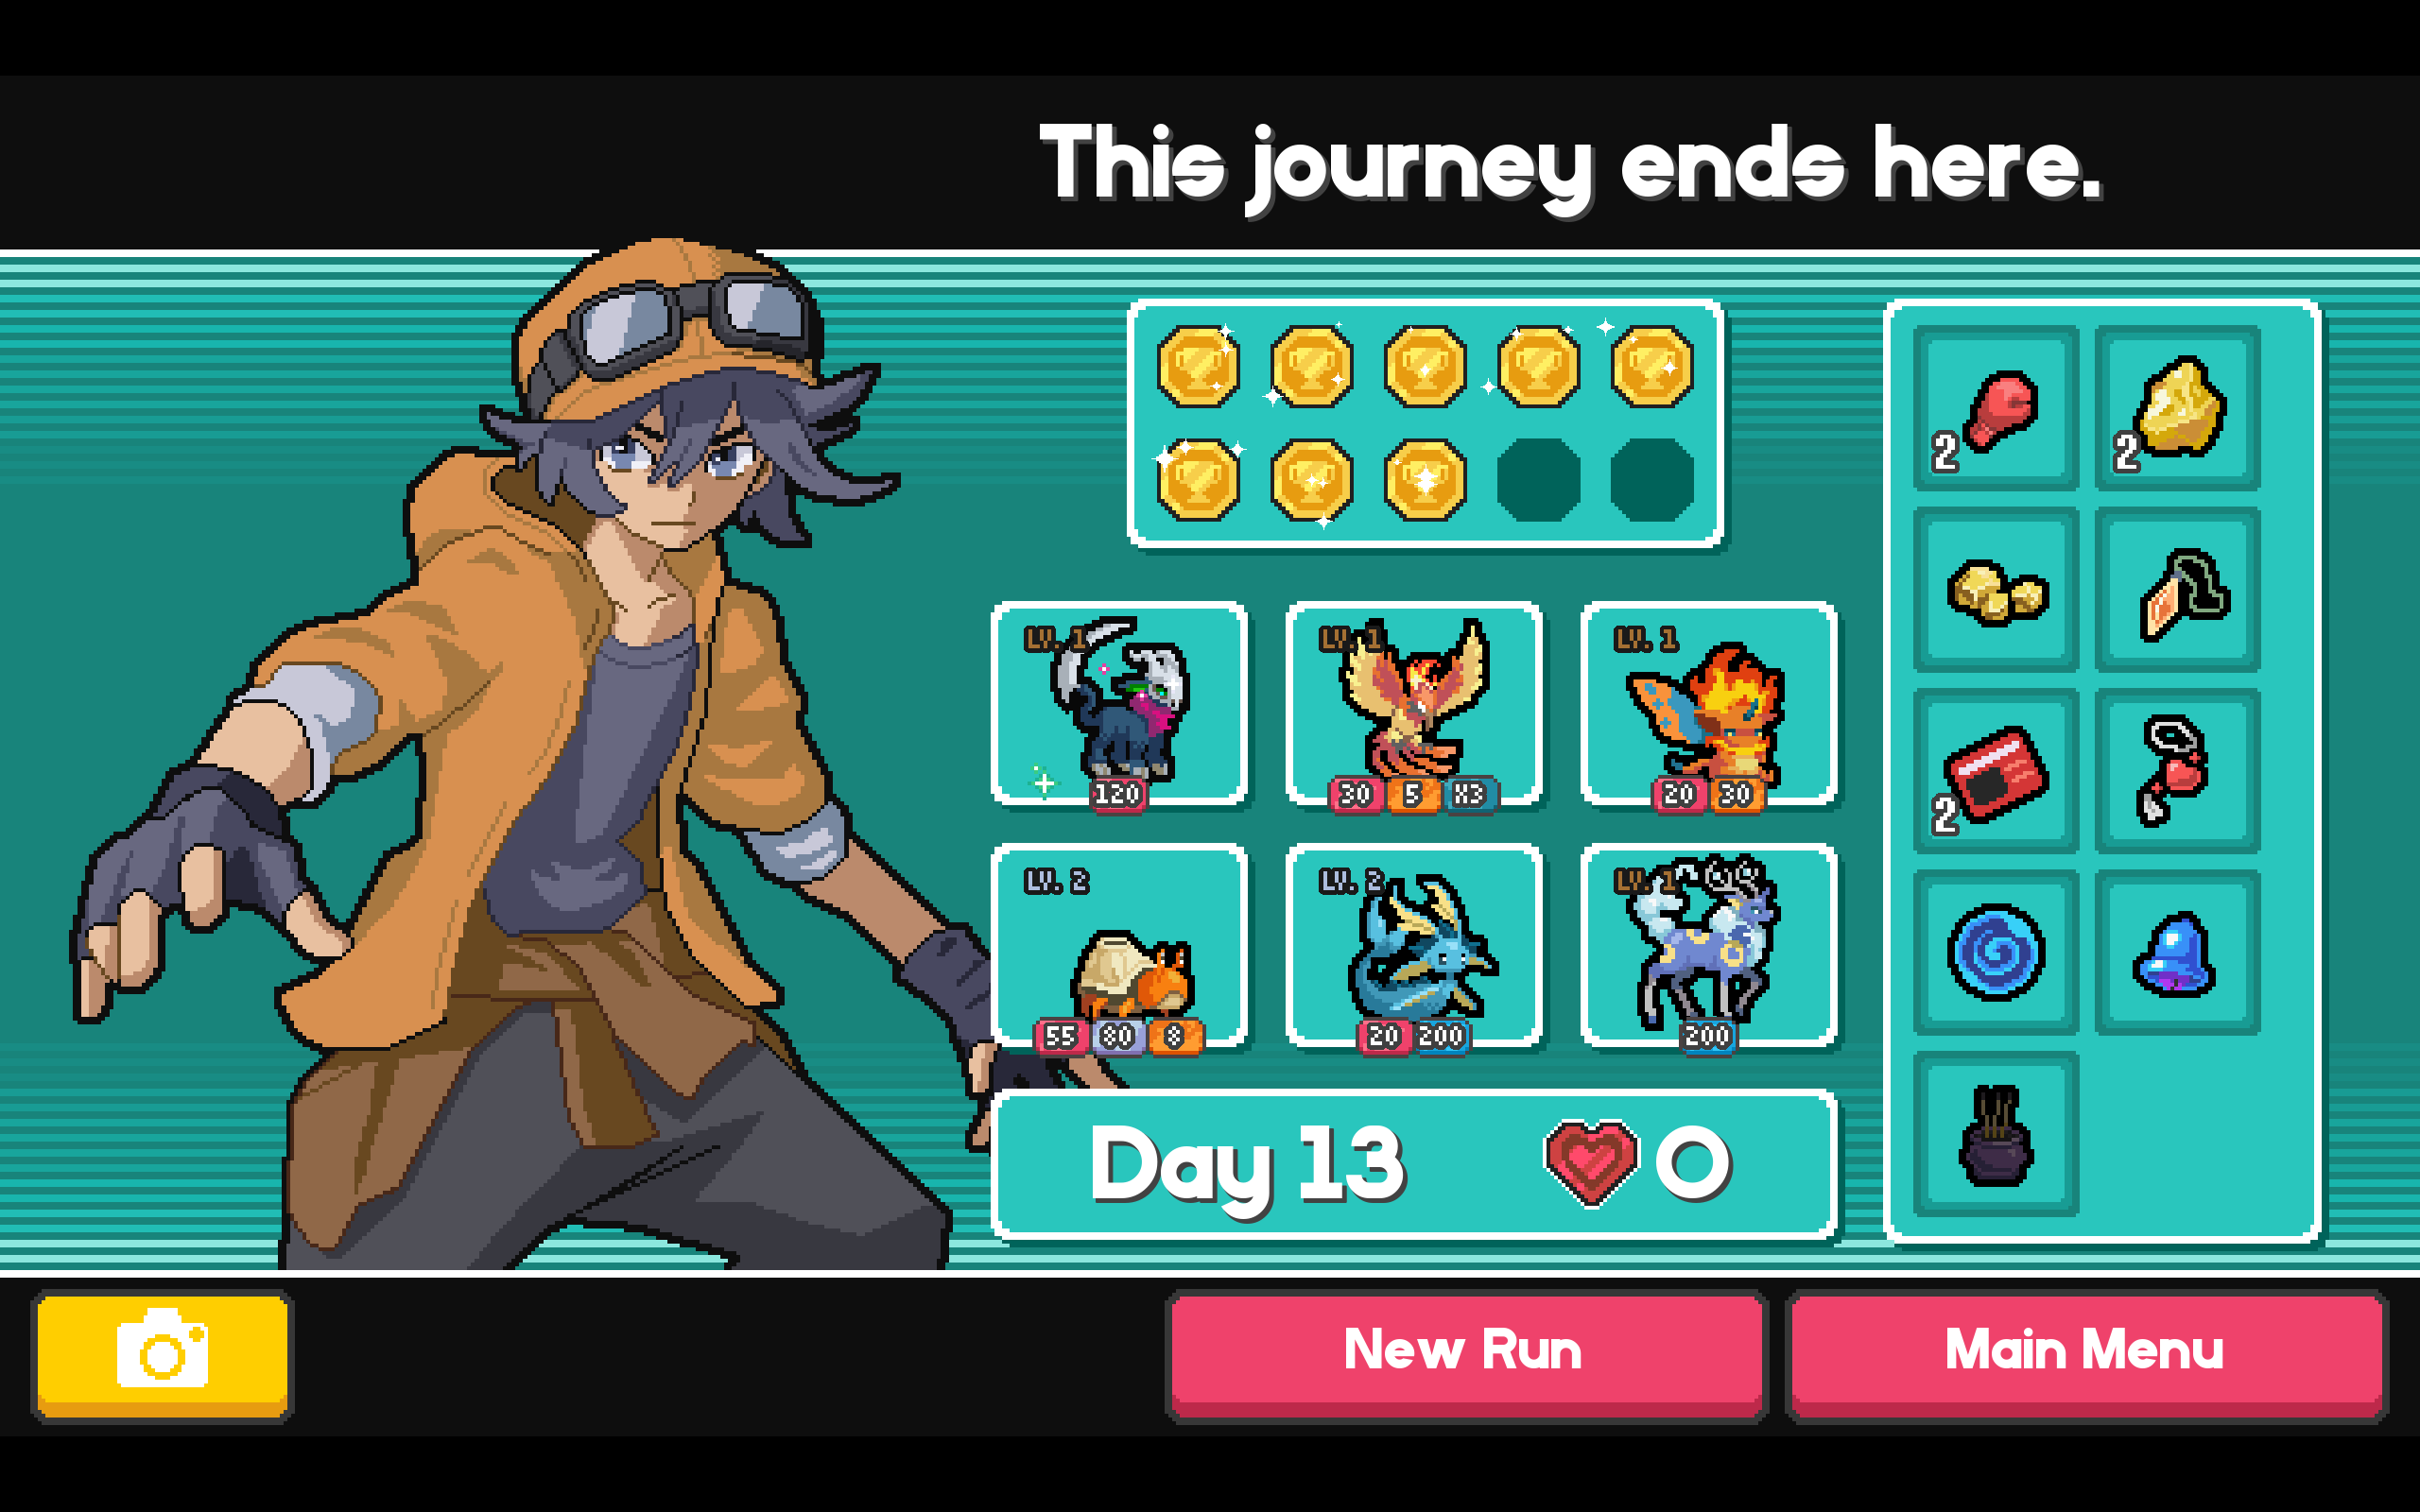 This journey ends here.
2
2
2
LV. 1
LV. 1
LV. 1
120
30 5 X3
20 30
LV. 2
LV. 2
LV. 1
55 80 8
20 200
200
Day 13 0
New Run
Main Menu